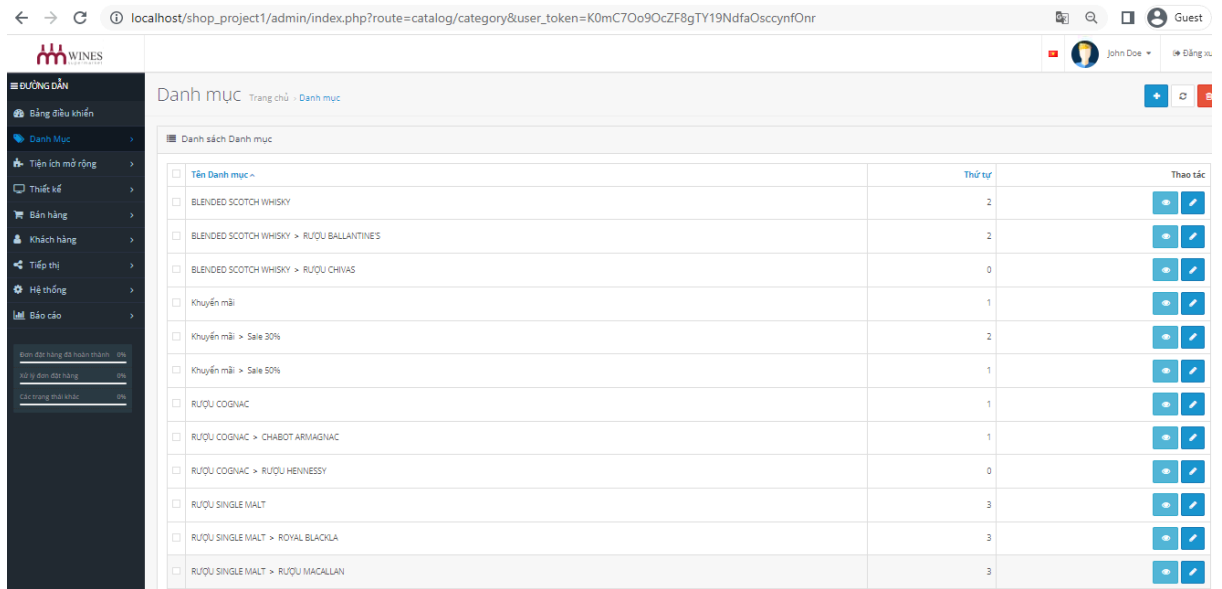 localhost/shop_project1/admin/index.php?route=catalog/category&user_token=K0mC7Oo9OcZF8gTY19NdfaOsccynfOnr
Guest
WINES
supermarket
John Doe
Đăng xu
ĐƯỜNG DẪN
Danh mục Trang chủ › Danh mục
Bảng điều khiển
Danh Mục
Tiện ích mở rộng
Thiết kế
Bán hàng
Khách hàng
Tiếp thị
Hệ thống
Báo cáo
Đơn đặt hàng đã hoàn thành 0%
Xử lý đơn đặt hàng 0%
Các trạng thái khác 0%
Danh sách Danh mục
Tên Danh mục Thứ tự Thao tác
BLENDED SCOTCH WHISKY 2
BLENDED SCOTCH WHISKY > RƯỢU BALLANTINE'S 2
BLENDED SCOTCH WHISKY > RƯỢU CHIVAS 0
Khuyến mãi 1
Khuyến mãi > Sale 30% 2
Khuyến mãi > Sale 50% 1
RƯỢU COGNAC 1
RƯỢU COGNAC > CHABOT ARMAGNAC 1
RƯỢU COGNAC > RƯỢU HENNESSY 0
RƯỢU SINGLE MALT 3
RƯỢU SINGLE MALT > ROYAL BLACKLA 3
RƯỢU SINGLE MALT > RƯỢU MACALLAN 3